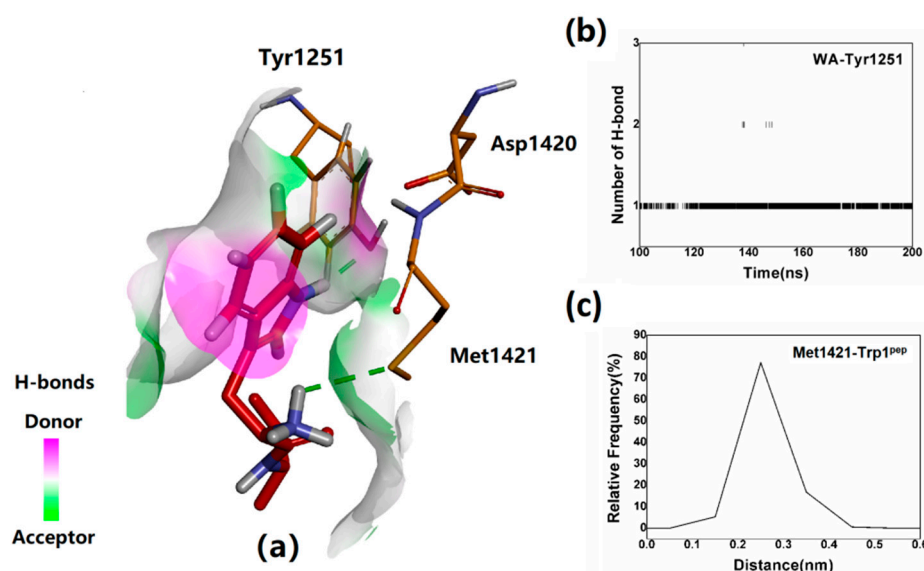 Tyr1251
Asp1420
Met1421
H-bonds
Donor
Acceptor
(a)
(b)
WA-Tyr1251
Number of H-bond
3
2
1
100 120 140 160 180 200
Time(ns)
(c)
Met1421-Trp1pep
Relative Frequency(%)
90
80
70
60
50
40
30
20
10
0
0.0 0.1 0.2 0.3 0.4 0.5 0.6
Distance(nm)